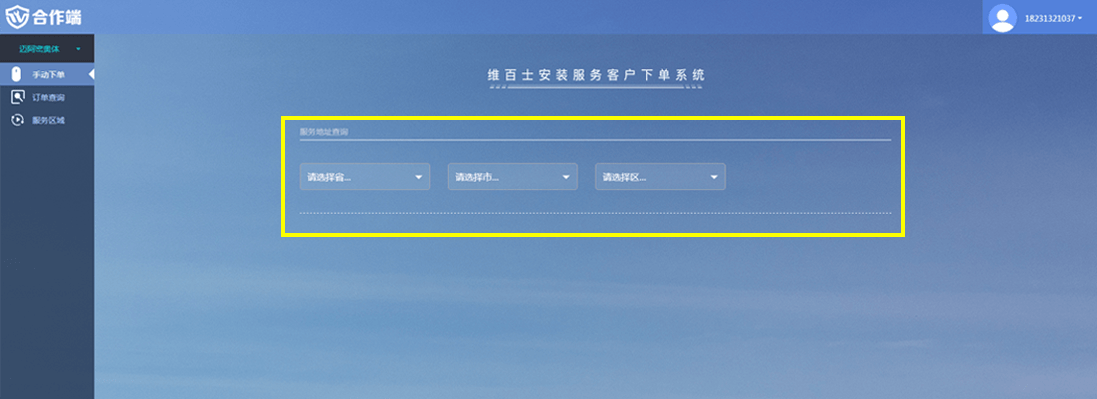 合作端
18231321037
迈阿密奥体
手动下单
订单查询
服务区域
维百士安装服务客户下单系统
服务地址查询
请选择省...
请选择市...
请选择区...